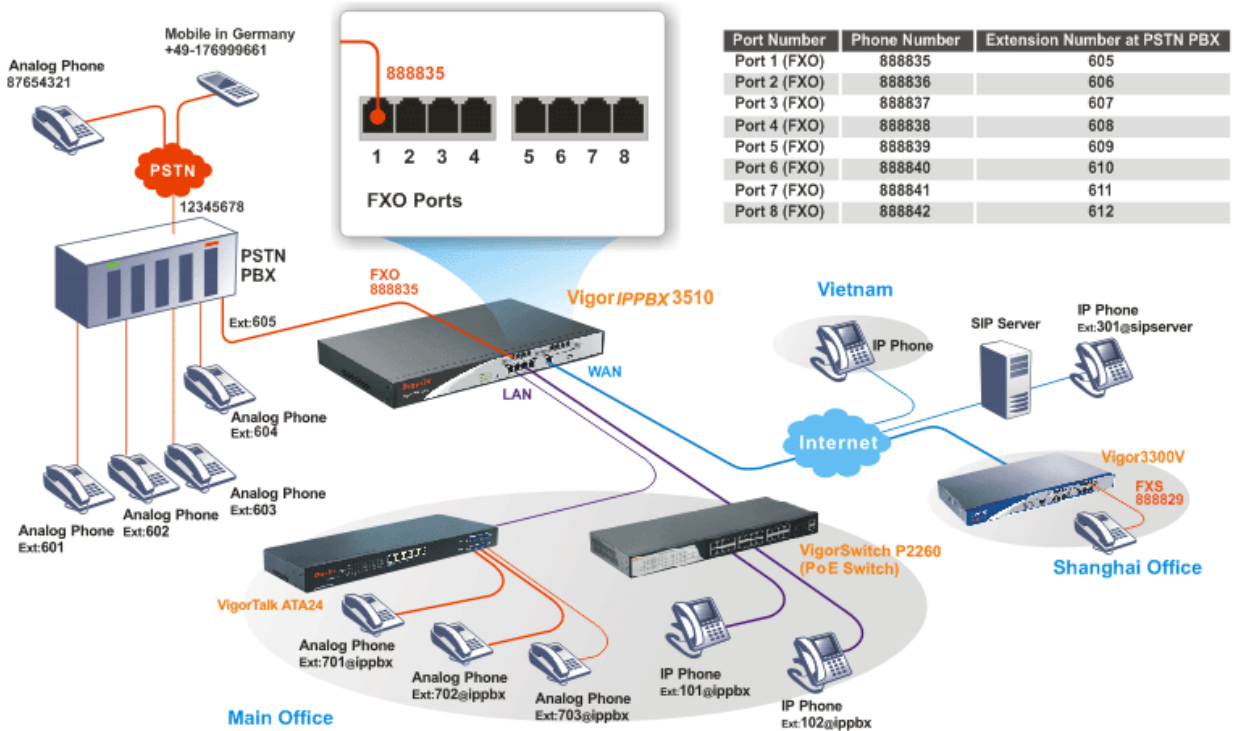 Mobile in Germany
+49-176999661
Analog Phone
87654321
PSTN
12345678
PSTN
PBX
888835
1 2 3 4 5 6 7 8
FXO Ports
Port Number Phone Number Extension Number at PSTN PBX
Port 1 (FXO) 888835 605
Port 2 (FXO) 888836 606
Port 3 (FXO) 888837 607
Port 4 (FXO) 888838 608
Port 5 (FXO) 888839 609
Port 6 (FXO) 888840 610
Port 7 (FXO) 888841 611
Port 8 (FXO) 888842 612
FXO
888835
Ext:605
Vigor IPPBX 3510
WAN
LAN
Vietnam
IP Phone
SIP Server
IP Phone
Ext:301@sipserver
Internet
Vigor3300V
FXS
888829
Shanghai Office
Analog Phone
Ext:604
Analog Phone
Ext:603
Analog Phone
Ext:602
Analog Phone
Ext:601
VigorTalk ATA24
VigorSwitch P2260
(PoE Switch)
Analog Phone
Ext:701@ippbx
Analog Phone
Ext:702@ippbx
Analog Phone
Ext:703@ippbx
IP Phone
Ext:101@ippbx
IP Phone
Ext:102@ippbx
Main Office